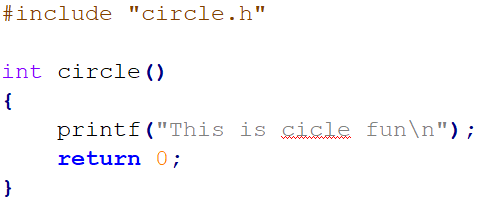 #include "circle.h"
int circle()
{
    printf("This is cicle fun\n");
    return 0;
}